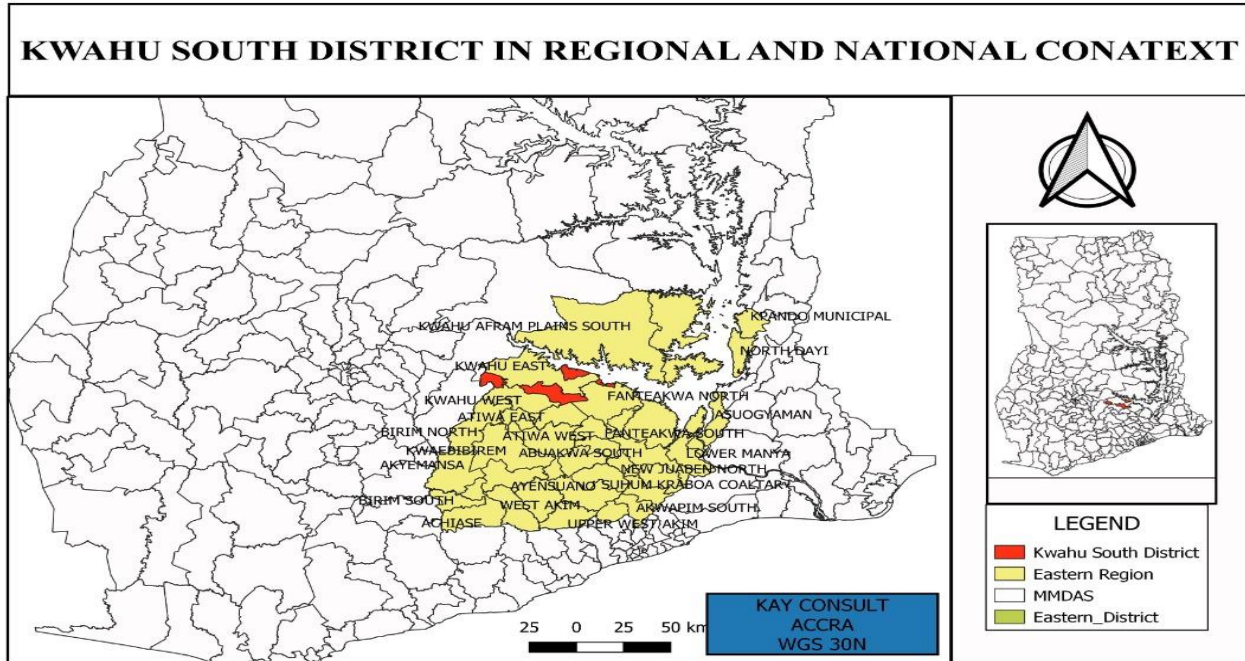 KWAHU SOUTH DISTRICT IN REGIONAL AND NATIONAL CONATEXT
KWAHU AFRAM PLAINS SOUTH
KPANDO MUNICIPAL
NORTH DAYI
KWAHU EAST
KWAHU WEST
FANTEAKWA NORTH
ATIWA EAST
ASUOGYAMAN
BIRIM NORTH
ATIWA WEST
FANTEAKWA SOUTH
KWAEBIBIREM
ABUAKWA SOUTH
LOWER MANYA
AKYEMANSA
NEW JUABEN NORTH
AYENSUANO
SUHUM KRABOA COALTARY
BIRIM SOUTH
WEST AKIM
AKWAPIM SOUTH
ACHIASE
UPPER WEST AKIM
25 0 25 50 km
KAY CONSULT
ACCRA
WGS 30N
LEGEND
Kwahu South District
Eastern Region
MMDAS
Eastern_District